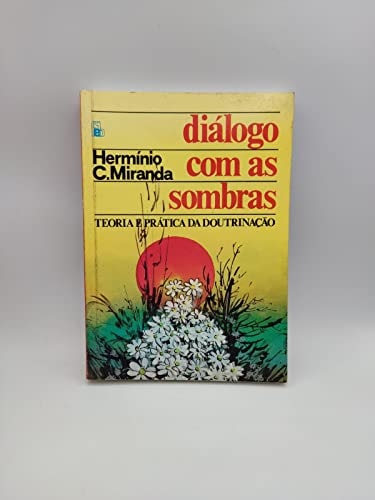 diálogo
Hermínio com as
C.Miranda sombras
TEORIA E PRÁTICA DA DOUTRINAÇÃO